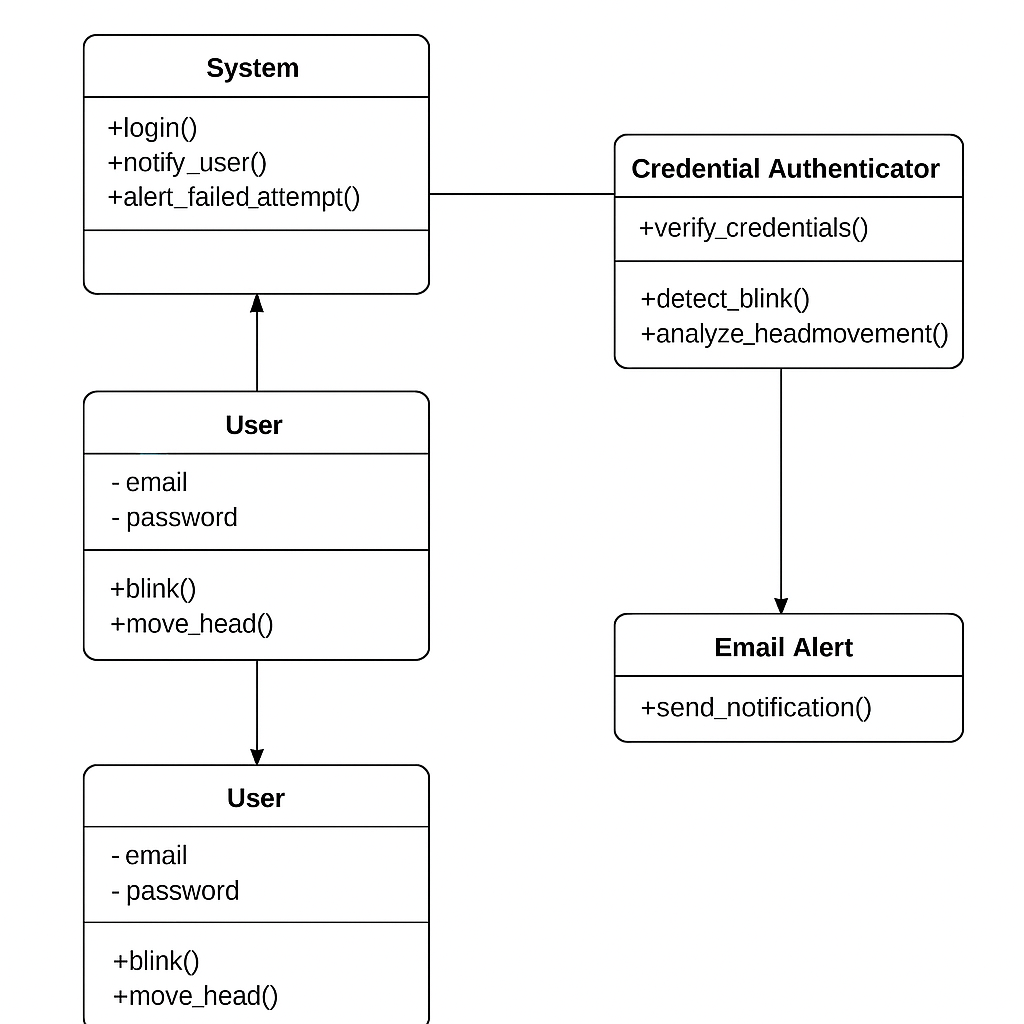 System
+login()
+notify_user()
+alert_failed_attempt()
Credential Authenticator
+verify_credentials()
+detect_blink()
+analyze_headmovement()
User
- email
- password
+blink()
+move_head()
Email Alert
+send_notification()
User
- email
- password
+blink()
+move_head()